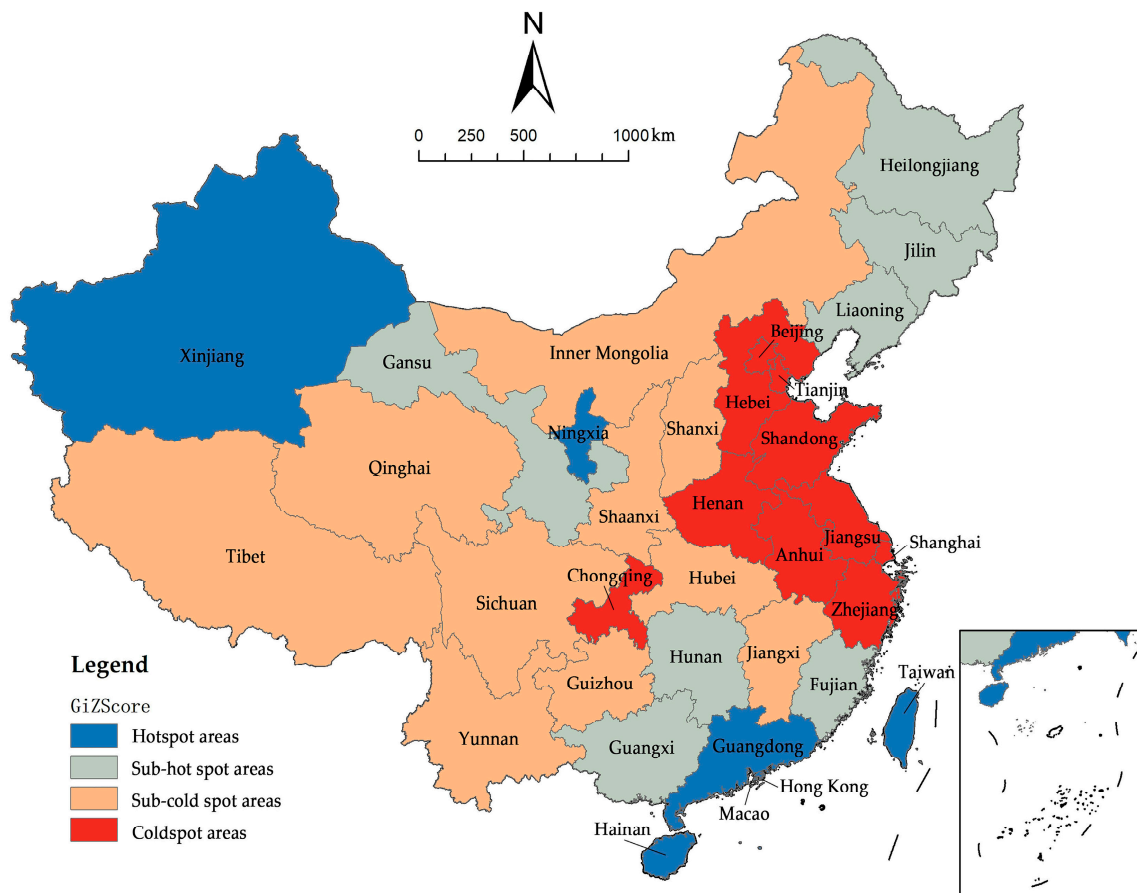 N
0 250 500 1000 km
Heilongjiang
Jilin
Liaoning
Beijing
Xinjiang
Gansu
Inner Mongolia
Tianjin
Hebei
Ningxia
Shanxi
Shandong
Qinghai
Henan
Shaanxi
Jiangsu
Shanghai
Tibet
Anhui
Chongqing
Hubei
Sichuan
Zhejiang
Hunan
Jiangxi
Taiwan
Guizhou
Fujian
Yunnan
Guangxi
Guangdong
Hong Kong
Macao
Hainan
Legend
GiZScore
Hotspot areas
Sub-hot spot areas
Sub-cold spot areas
Coldspot areas